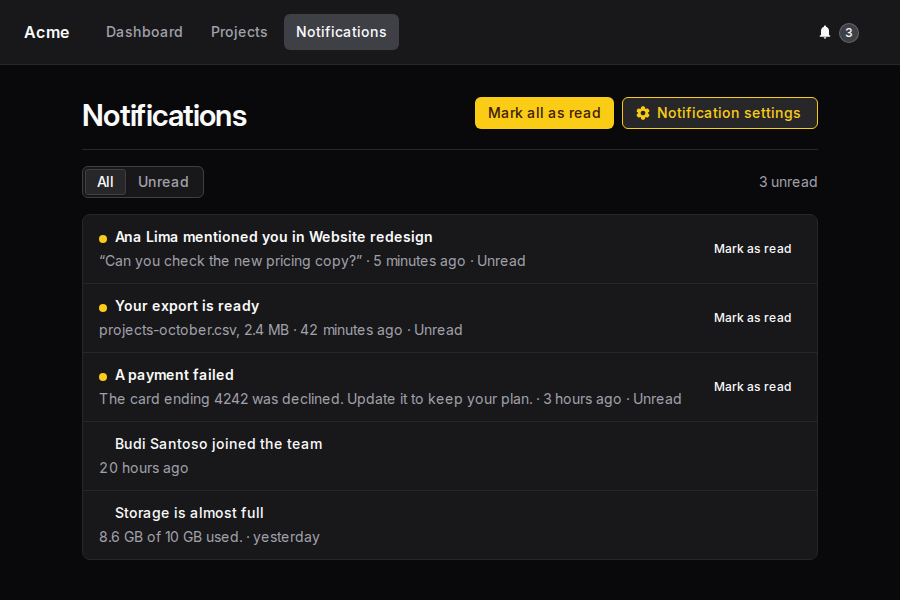 Acme
Dashboard
Projects
Notifications
3
Notifications
Mark all as read
Notification settings
All
Unread
3 unread
Ana Lima mentioned you in Website redesign
“Can you check the new pricing copy?” · 5 minutes ago · Unread
Mark as read
Your export is ready
projects-october.csv, 2.4 MB · 42 minutes ago · Unread
Mark as read
A payment failed
The card ending 4242 was declined. Update it to keep your plan. · 3 hours ago · Unread
Mark as read
Budi Santoso joined the team
20 hours ago
Storage is almost full
8.6 GB of 10 GB used. · yesterday